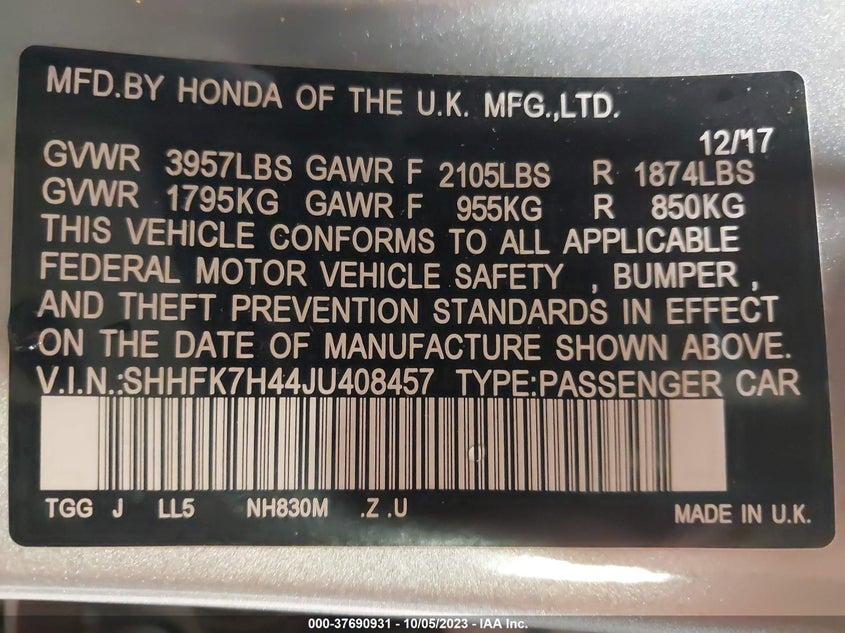 MFD.BY HONDA OF THE U.K. MFG.,LTD.
12/17
GVWR 3957LBS GAWR F 2105LBS R 1874LBS
GVWR 1795KG GAWR F 955KG R 850KG
THIS VEHICLE CONFORMS TO ALL APPLICABLE
FEDERAL MOTOR VEHICLE SAFETY , BUMPER ,
AND THEFT PREVENTION STANDARDS IN EFFECT
ON THE DATE OF MANUFACTURE SHOWN ABOVE.
V.I.N.:SHHFK7H44JU408457 TYPE:PASSENGER CAR
TGG J LL5 NH830M .Z .U MADE IN U.K.
000-37690931 - 10/05/2023 - IAA Inc.